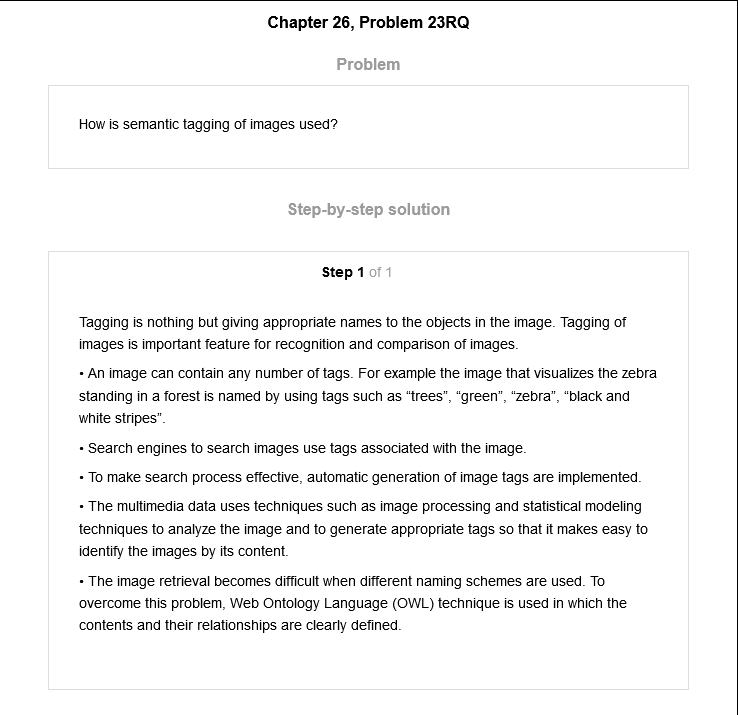 Chapter 26, Problem 23RQ
Problem
How is semantic tagging of images used?
Step-by-step solution
Step 1 of 1
Tagging is nothing but giving appropriate names to the objects in the image. Tagging of
images is important feature for recognition and comparison of images.
• An image can contain any number of tags. For example the image that visualizes the zebra
standing in a forest is named by using tags such as “trees”, “green”, “zebra”, “black and
white stripes”.
• Search engines to search images use tags associated with the image.
• To make search process effective, automatic generation of image tags are implemented.
• The multimedia data uses techniques such as image processing and statistical modeling
techniques to analyze the image and to generate appropriate tags so that it makes easy to
identify the images by its content.
• The image retrieval becomes difficult when different naming schemes are used. To
overcome this problem, Web Ontology Language (OWL) technique is used in which the
contents and their relationships are clearly defined.